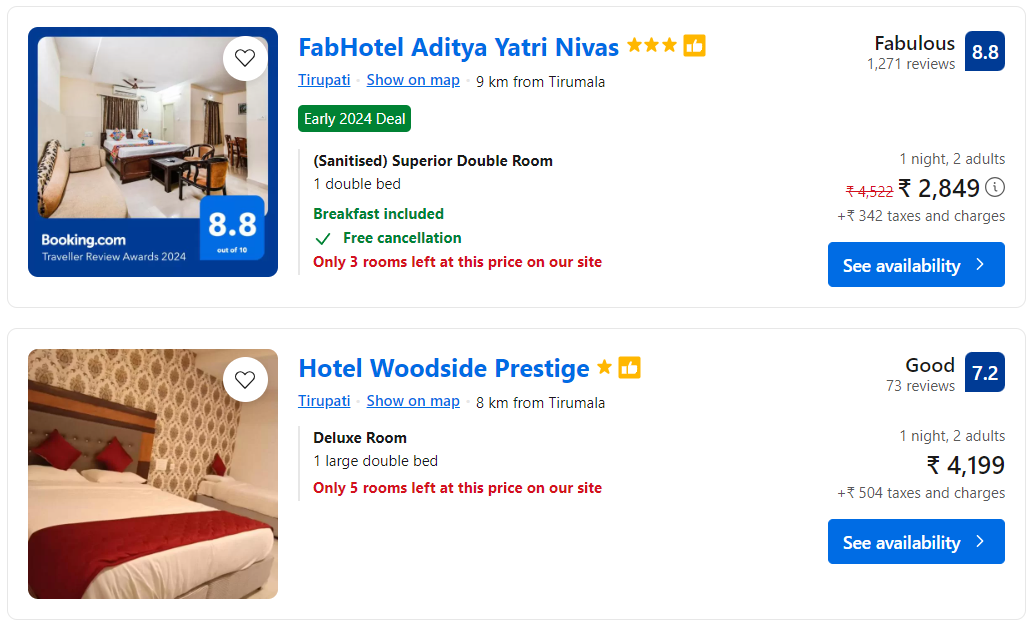 FabHotel Aditya Yatri Nivas
Tirupati · Show on map · 9 km from Tirumala
Early 2024 Deal
(Sanitised) Superior Double Room
1 double bed
Breakfast included
Free cancellation
Only 3 rooms left at this price on our site
Fabulous
1,271 reviews
8.8
1 night, 2 adults
₹ 4,522 ₹ 2,849
+₹ 342 taxes and charges
See availability
8.8
out of 10
Booking.com
Traveller Review Awards 2024
Hotel Woodside Prestige
Tirupati · Show on map · 8 km from Tirumala
Deluxe Room
1 large double bed
Only 5 rooms left at this price on our site
Good
73 reviews
7.2
1 night, 2 adults
₹ 4,199
+₹ 504 taxes and charges
See availability